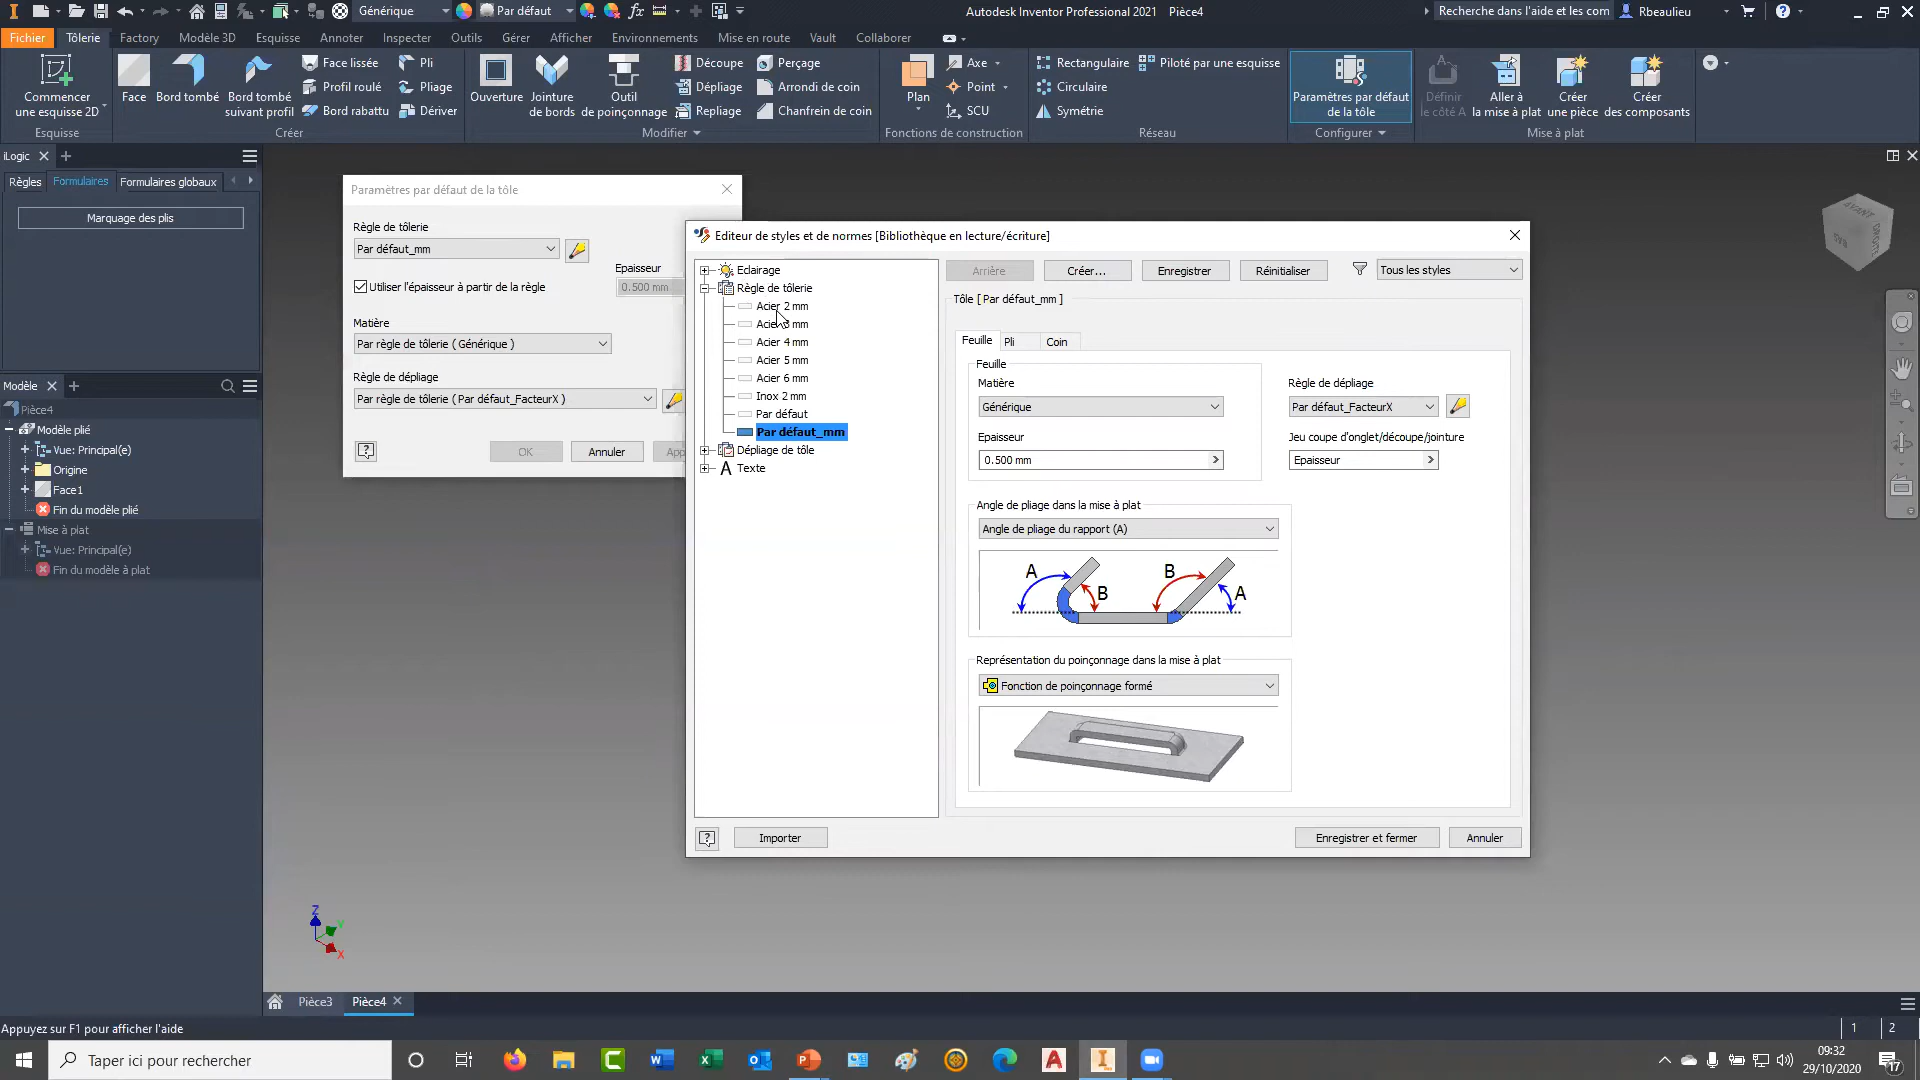 Générique
Par défaut
Autodesk Inventor Professional 2021 Pièce4
Recherche dans l'aide et les com
Rbeaulieu
Fichier Tôlerie Factory Modèle 3D Esquisse Annoter Inspecter Outils Gérer Afficher Environnements Mise en route Vault Collaborer
Commencer
une esquisse 2D
Face
Bord tombé
Bord tombé
suivant profil
Face lissée
Profil roulé
Bord rabattu
Pli
Pliage
Dériver
Ouverture
Jointure
de bords
Outil
de poinçonnage
Découpe
Dépliage
Repliage
Perçage
Arrondi de coin
Chanfrein de coin
Plan
Axe
Point
SCU
Rectangulaire
Circulaire
Symétrie
Piloté par une esquisse
Paramètres par défaut
de la tôle
Définir
le côté A
Aller à
la mise à plat
Créer
une pièce
Créer
des composants
Esquisse Créer Modifier Fonctions de construction Réseau Configurer Mise à plat
iLogic
Règles Formulaires Formulaires globaux
Marquage des plis
Modèle
Pièce4
Modèle plié
Vue: Principal(e)
Origine
Face1
Fin du modèle plié
Mise à plat
Vue: Principal(e)
Fin du modèle à plat
Paramètres par défaut de la tôle
Règle de tôlerie
Par défaut_mm
Utiliser l'épaisseur à partir de la règle
Epaisseur
0.500 mm
Matière
Par règle de tôlerie ( Générique )
Règle de dépliage
Par règle de tôlerie ( Par défaut_FacteurX )
OK Annuler App
Editeur de styles et de normes [Bibliothèque en lecture/écriture]
Eclairage
Règle de tôlerie
Acier 2 mm
Acier 3 mm
Acier 4 mm
Acier 5 mm
Acier 6 mm
Inox 2 mm
Par défaut
Par défaut_mm
Dépliage de tôle
A Texte
Arrière Créer... Enregistrer Réinitialiser Tous les styles
Tôle [ Par défaut_mm ]
Feuille Pli Coin
Feuille
Matière
Générique
Epaisseur
0.500 mm
Règle de dépliage
Par défaut_FacteurX
Jeu coupe d'onglet/découpe/jointure
Epaisseur
Angle de pliage dans la mise à plat
Angle de pliage du rapport (A)
A B B A
Représentation du poinçonnage dans la mise à plat
Fonction de poinçonnage formé
Importer Enregistrer et fermer Annuler
AVANT
DROITE
Z
Y
X
Pièce3 Pièce4
Appuyez sur F1 pour afficher l'aide
1 2
Taper ici pour rechercher
09:32
29/10/2020
17